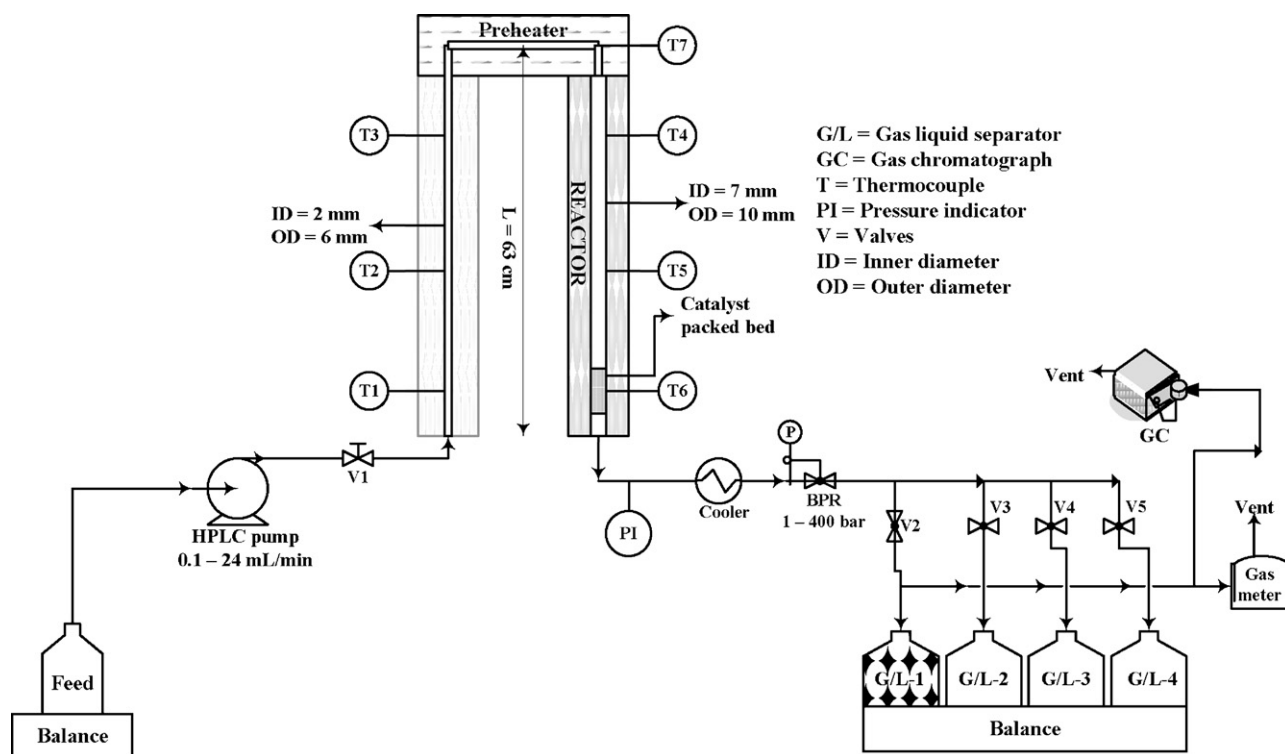 Preheater
T7
T3
T4
ID = 2 mm
OD = 6 mm
L = 63 cm
REACTOR
ID = 7 mm
OD = 10 mm
T2
T5
Catalyst
packed bed
T1
T6
G/L = Gas liquid separator
GC = Gas chromatograph
T = Thermocouple
PI = Pressure indicator
V = Valves
ID = Inner diameter
OD = Outer diameter
Vent
GC
V1
HPLC pump
0.1 – 24 mL/min
PI
Cooler
P
BPR
1 – 400 bar
V2
V3
V4
V5
Vent
Gas
meter
Feed
Balance
G/L-1
G/L-2
G/L-3
G/L-4
Balance